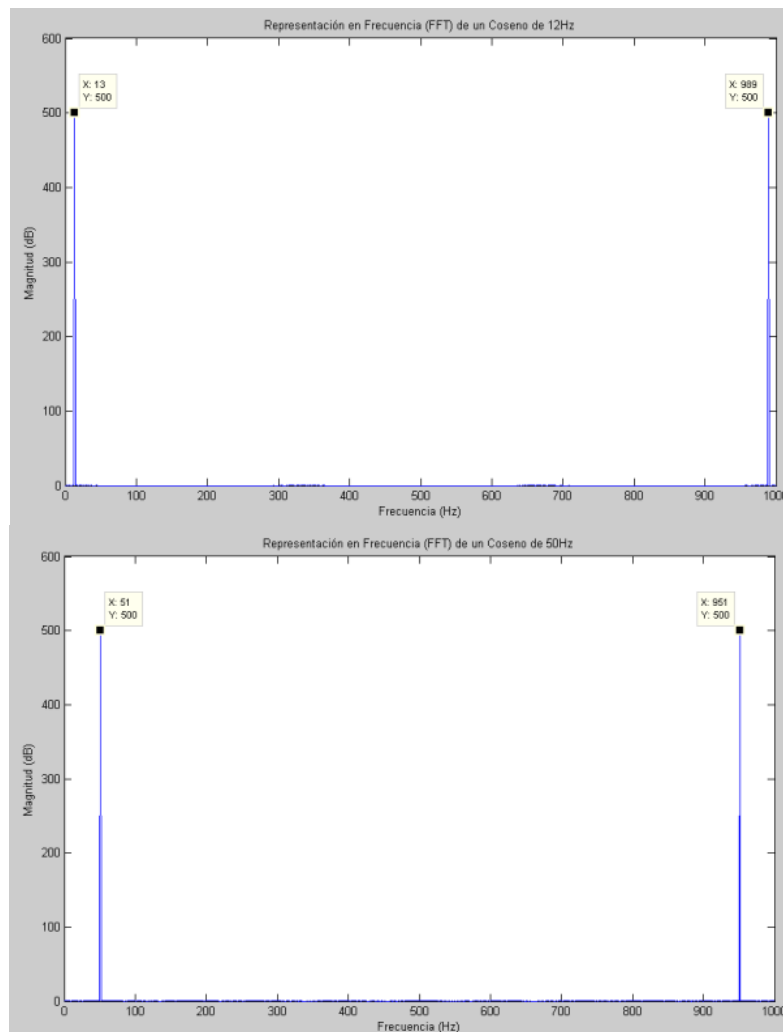 Representación en Frecuencia (FFT) de un Coseno de 12Hz
600
500
400
300
200
100
0
X: 13
Y: 500
X: 989
Y: 500
Magnitud (dB)
0 100 200 300 400 500 600 700 800 900 1000
Frecuencia (Hz)
Representación en Frecuencia (FFT) de un Coseno de 50Hz
600
500
400
300
200
100
0
X: 51
Y: 500
X: 951
Y: 500
Magnitud (dB)
0 100 200 300 400 500 600 700 800 900 1000
Frecuencia (Hz)